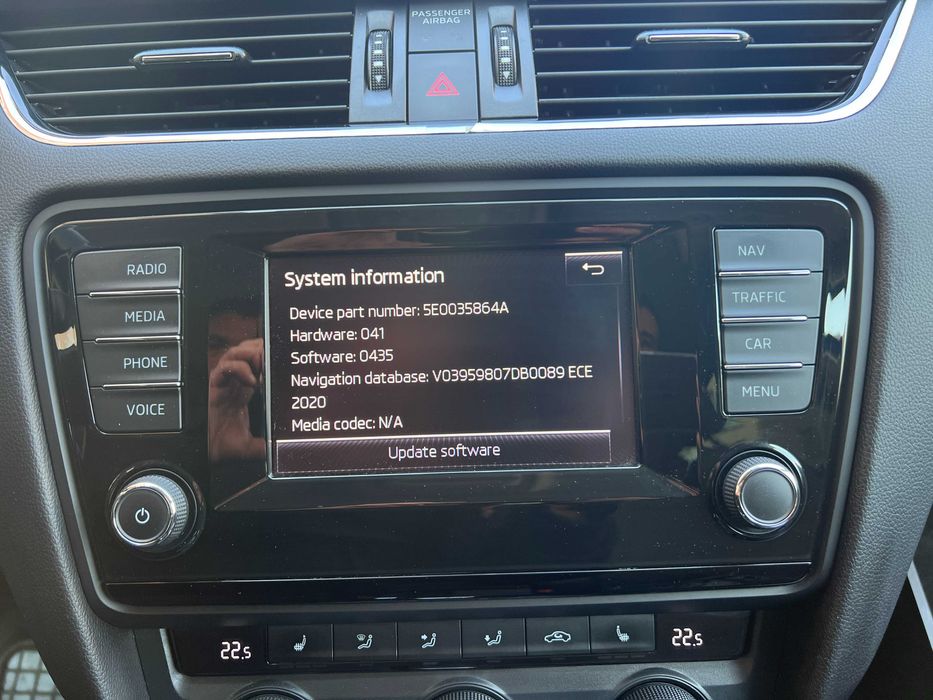 PASSENGER
AIRBAG
RADIO
MEDIA
PHONE
VOICE
System information
Device part number: 5E0035864A
Hardware: 041
Software: 0435
Navigation database: V03959807DB0089 ECE
2020
Media codec: N/A
Update software
NAV
TRAFFIC
CAR
MENU
22.5
22.5